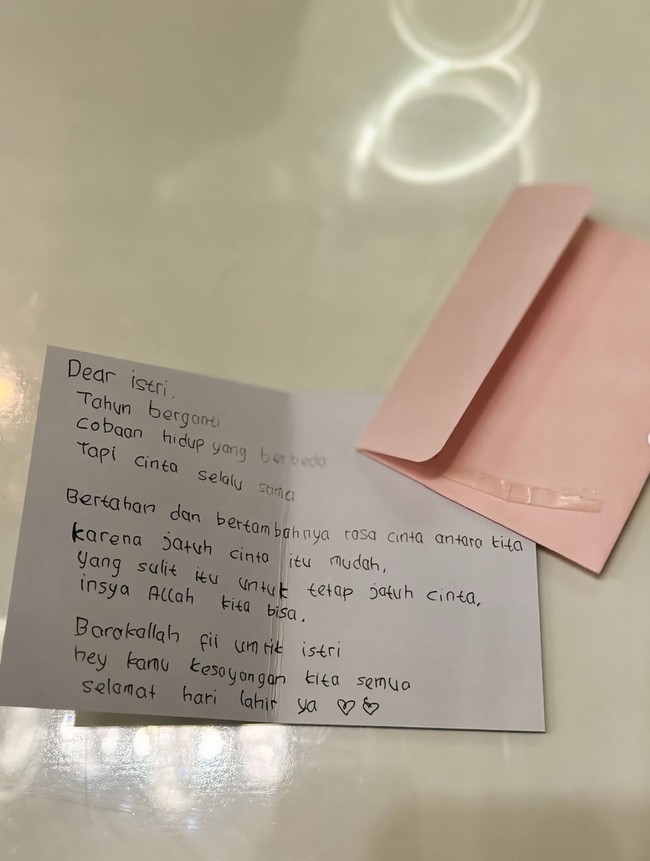 Dear istri.
Tahun berganti
cobaan hidup yang berbeda
Tapi cinta selalu sama
Bertahan dan bertambahnya rasa cinta antara kita
karena jatuh cinta itu mudah,
yang sulit itu untuk tetap jatuh cinta,
insya Allah kita bisa.
Barakallah fii umrik istri
hey kamu kesayangan kita semua
selamat hari lahir ya ♡♡